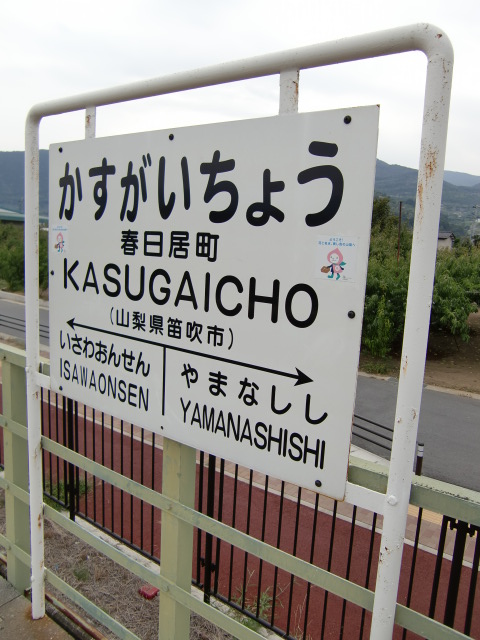 かすがいちょう
春日居町
KASUGAICHO
(山梨県笛吹市)
いさわおんせん
ISAWAONSEN
やまなしし
YAMANASHISHI